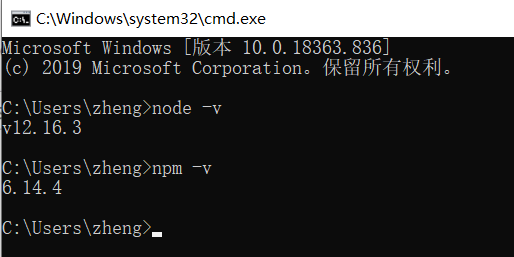 C:\Windows\system32\cmd.exe
Microsoft Windows [版本 10.0.18363.836]
(c) 2019 Microsoft Corporation。保留所有权利。
C:\Users\zheng>node -v
v12.16.3
C:\Users\zheng>npm -v
6.14.4
C:\Users\zheng>